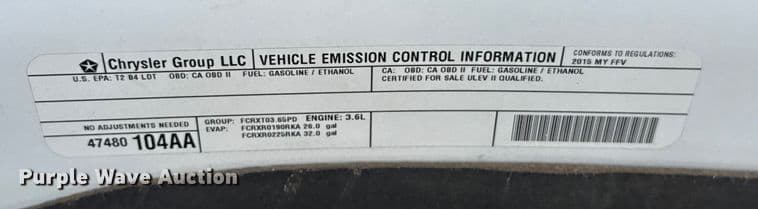 Chrysler Group LLC VEHICLE EMISSION CONTROL INFORMATION CONFORMS TO REGULATIONS:
2015 MY FFV
U.S. EPA: T2 B4 LDT OBD: CA OBD II FUEL: GASOLINE / ETHANOL
CA: OBD: CA OBD II FUEL: GASOLINE / ETHANOL
CERTIFIED FOR SALE ULEV II QUALIFIED.
NO ADJUSTMENTS NEEDED
47480 104AA
GROUP: FCRXT03.65PD ENGINE: 3.6L
EVAP: FCRXR0190RKA 26.0 gal
FCRXR0225RKA 32.0 gal
Purple Wave Auction